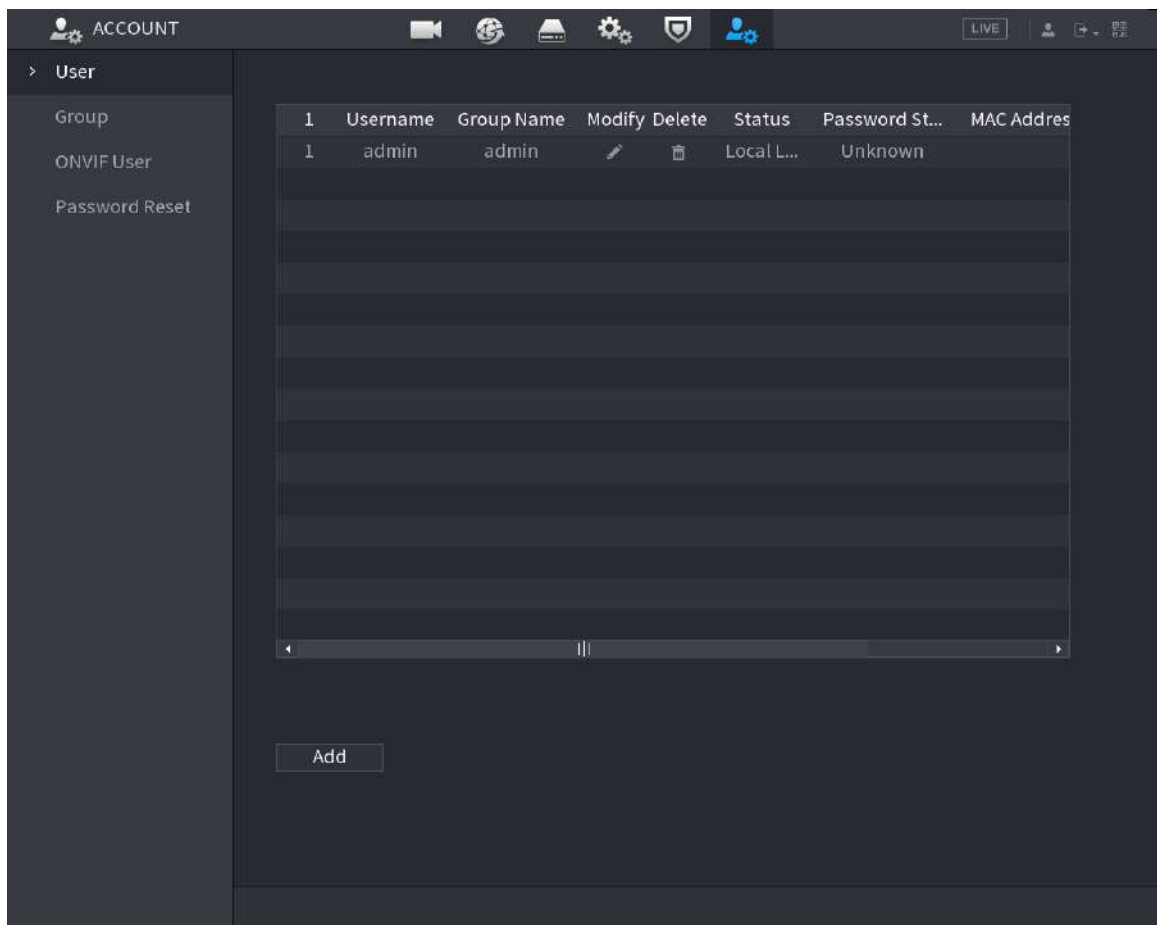 ACCOUNT LIVE
User
Group
ONVIF User
Password Reset
1 Username Group Name Modify Delete Status Password St... MAC Addres
1 admin admin Local L... Unknown
Add